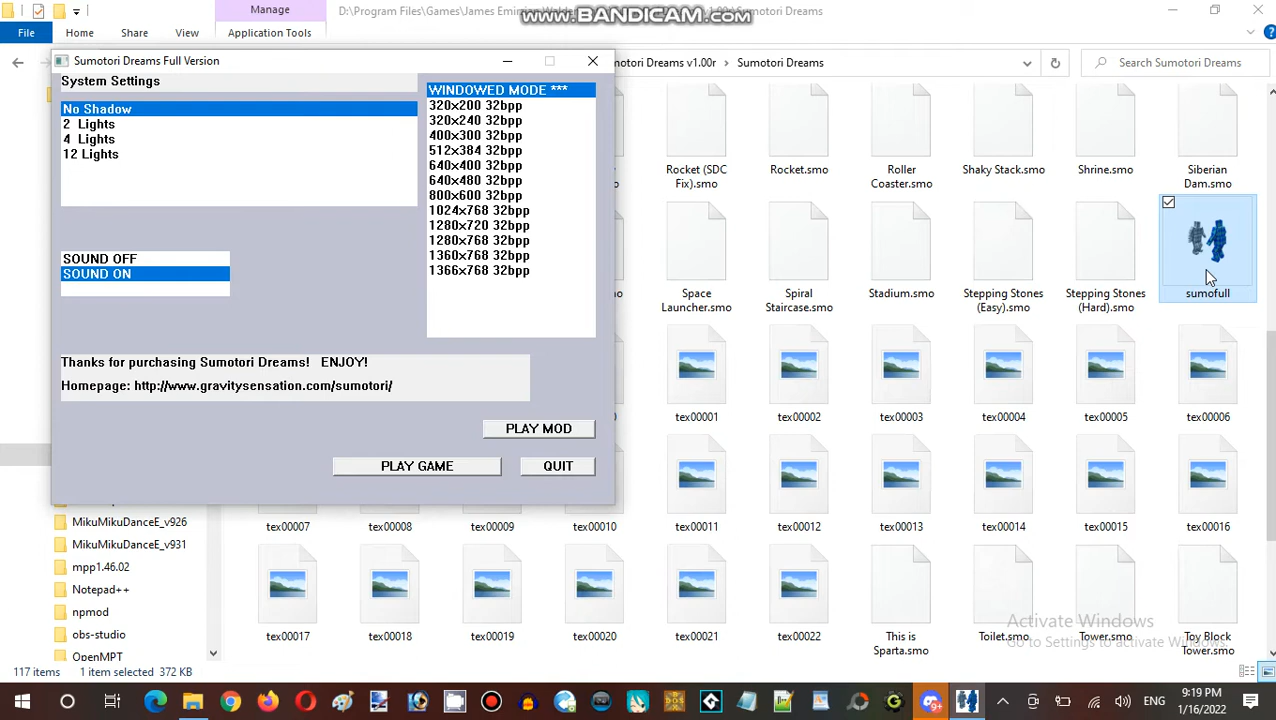 Manage
D:\Program Files\Games\James
Sumotori Dreams
www.BANDICAM.com
File
Home
Share
View
Application Tools
Sumotori Dreams v1.00r
Sumotori Dreams
Search Sumotori Dreams
Sumotori Dreams Full Version
System Settings
No Shadow
2 Lights
4 Lights
12 Lights
WINDOWED MODE ***
320x200 32bpp
320x240 32bpp
400x300 32bpp
512x384 32bpp
640x400 32bpp
640x480 32bpp
800x600 32bpp
1024x768 32bpp
1280x720 32bpp
1280x768 32bpp
1360x768 32bpp
1366x768 32bpp
SOUND OFF
SOUND ON
Thanks for purchasing Sumotori Dreams! ENJOY!
Homepage: http://www.gravitysensation.com/sumotori/
PLAY MOD
PLAY GAME
QUIT
Rocket (SDC
Fix).smo
Rocket.smo
Roller
Coaster.smo
Shaky Stack.smo
Shrine.smo
Siberian
Dam.smo
Space
Launcher.smo
Spiral
Staircase.smo
Stadium.smo
Stepping Stones
(Easy).smo
Stepping Stones
(Hard).smo
sumofull
tex00001
tex00002
tex00003
tex00004
tex00005
tex00006
tex00007
tex00008
tex00009
tex00010
tex00011
tex00012
tex00013
tex00014
tex00015
tex00016
tex00017
tex00018
tex00019
tex00020
tex00021
tex00022
This is
Sparta.smo
Toilet.smo
Tower.smo
Toy Block
Tower.smo
MikuMikuDanceE_v926
MikuMikuDanceE_v931
mpp1.46.02
Notepad++
npmod
obs-studio
OpenMPT
Activate Windows
Go to Settings to activate Windows.
117 items
1 item selected
372 KB
ENG
9:19 PM
1/16/2022